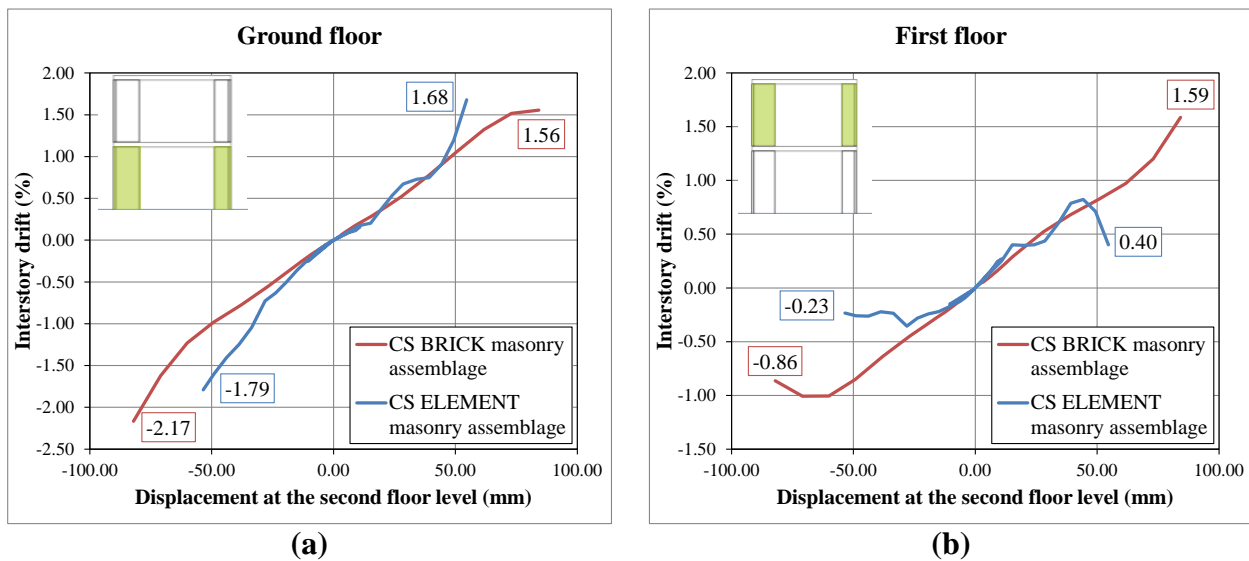 Ground floor
2.00
1.50
1.00
0.50
0.00
-0.50
-1.00
-1.50
-2.00
-2.50
Interstory drift (%)
1.68
1.56
-1.79
-2.17
CS BRICK masonry
assemblage
CS ELEMENT
masonry assemblage
-100.00 -50.00 0.00 50.00 100.00
Displacement at the second floor level (mm)
(a)
First floor
2.00
1.50
1.00
0.50
0.00
-0.50
-1.00
-1.50
Interstory drift (%)
1.59
0.40
-0.23
-0.86
CS BRICK masonry
assemblage
CS ELEMENT
masonry assemblage
-100.00 -50.00 0.00 50.00 100.00
Displacement at the second floor level (mm)
(b)